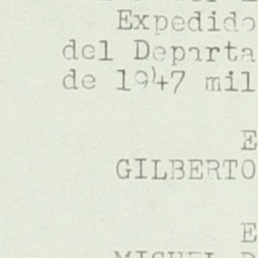 Expedido
del Departa
de 1947 mil
E
GILBERTO
E